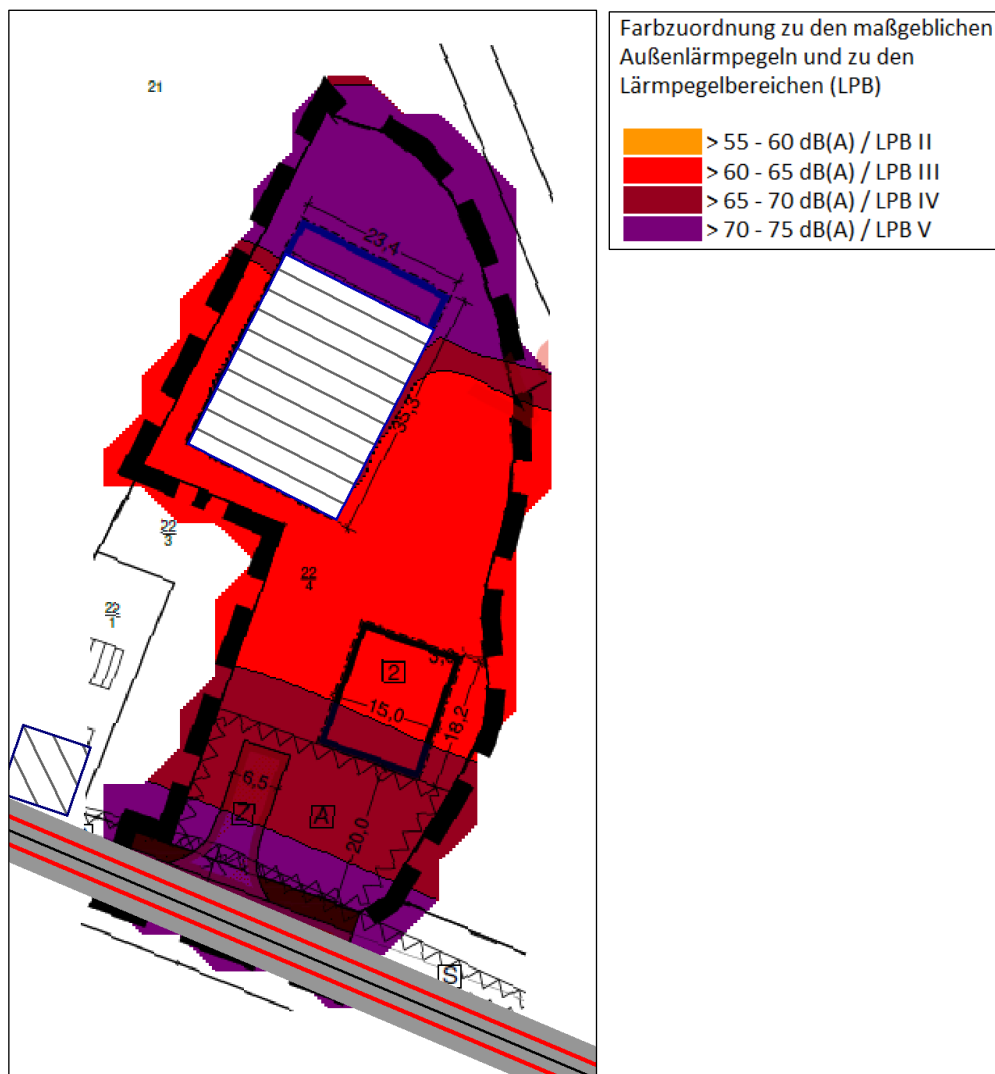 Farbzuordnung zu den maßgeblichen
Außenlärmpegeln und zu den
Lärmpegelbereichen (LPB)
> 55 - 60 dB(A) / LPB II
> 60 - 65 dB(A) / LPB III
> 65 - 70 dB(A) / LPB IV
> 70 - 75 dB(A) / LPB V
21
23,4
35,3
22
3
22
4
22
1
2
15,0
18,2
6,5
Z
A
20,0
S